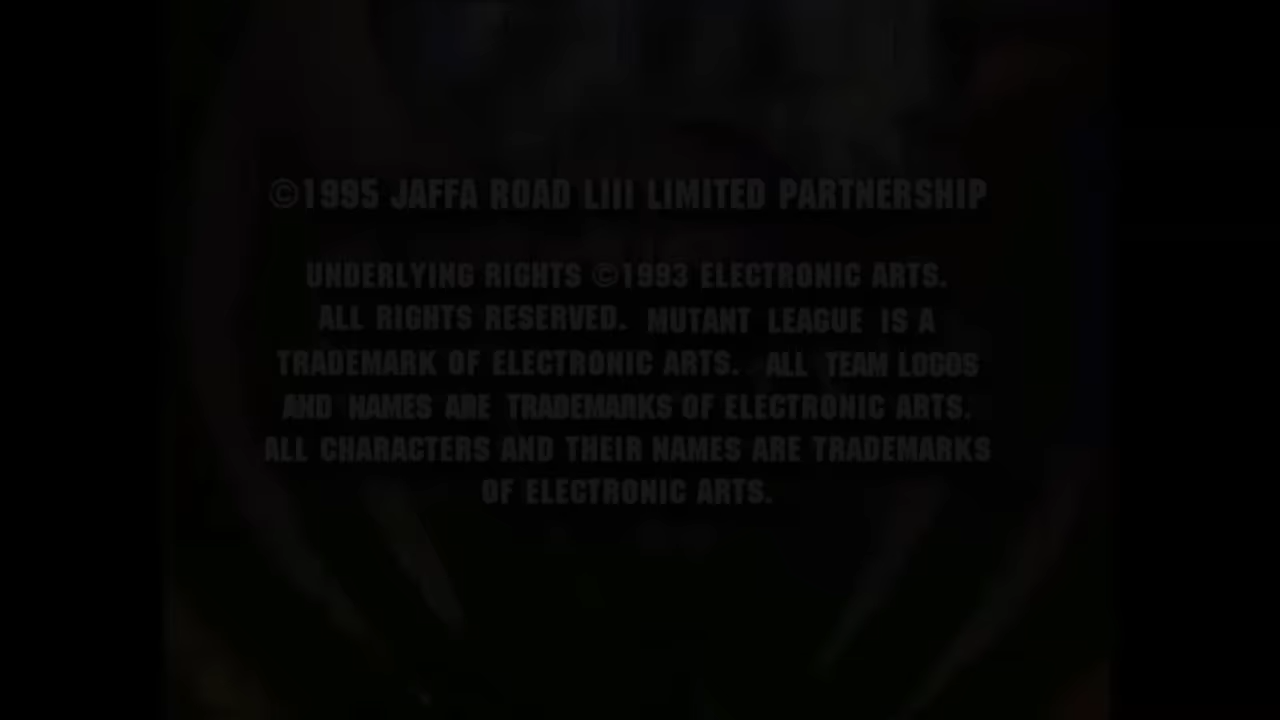 ©1995 JAFFA ROAD LIII LIMITED PARTNERSHIP
UNDERLYING RIGHTS ©1993 ELECTRONIC ARTS.
ALL RIGHTS RESERVED. MUTANT LEAGUE IS A
TRADEMARK OF ELECTRONIC ARTS. ALL TEAM LOGOS
AND NAMES ARE TRADEMARKS OF ELECTRONIC ARTS.
ALL CHARACTERS AND THEIR NAMES ARE TRADEMARKS
OF ELECTRONIC ARTS.